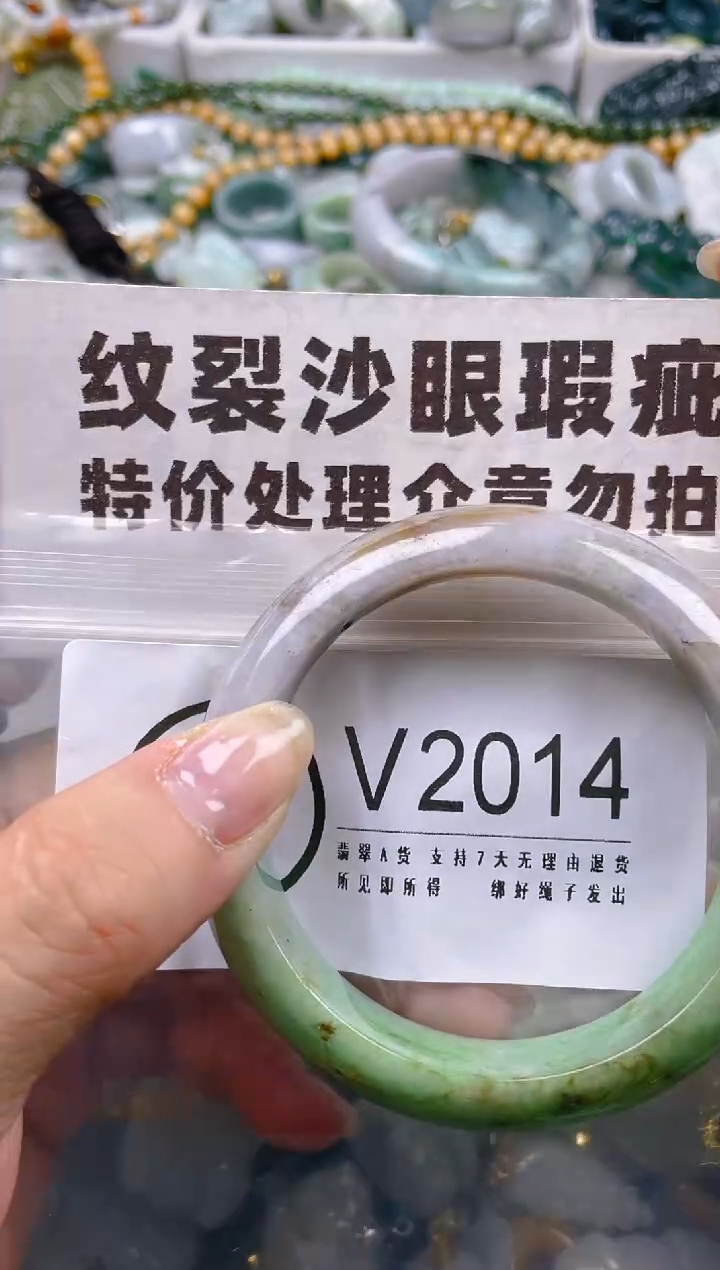 纹裂沙眼瑕疵
特价处理介意勿拍
V2014
翡翠A货 支持7天无理由退货
所见即所得 绑好绳子发出